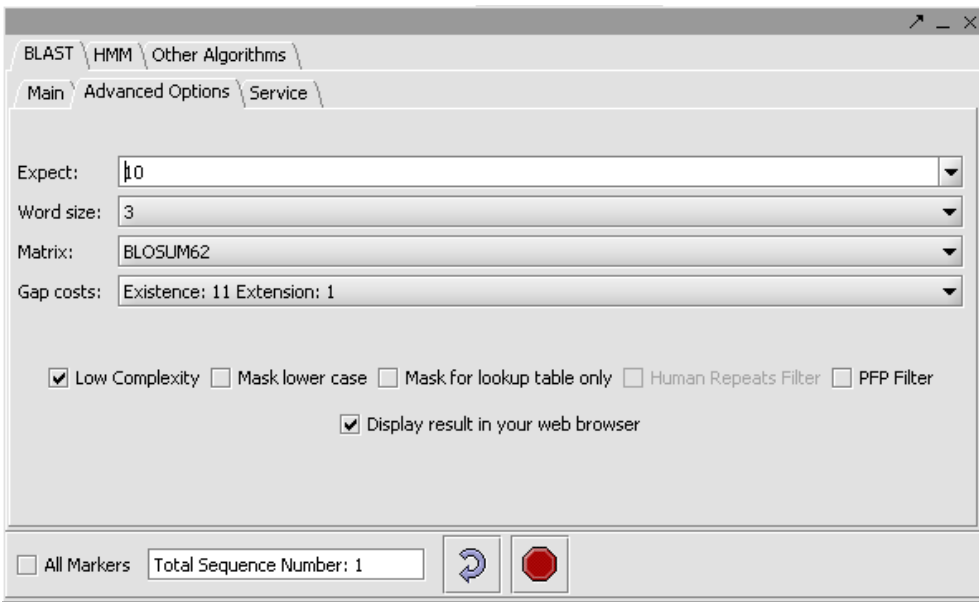 BLAST HMM Other Algorithms
Main Advanced Options Service
Expect: 10
Word size: 3
Matrix: BLOSUM62
Gap costs: Existence: 11 Extension: 1
Low Complexity Mask lower case Mask for lookup table only Human Repeats Filter PFP Filter
Display result in your web browser
All Markers Total Sequence Number: 1